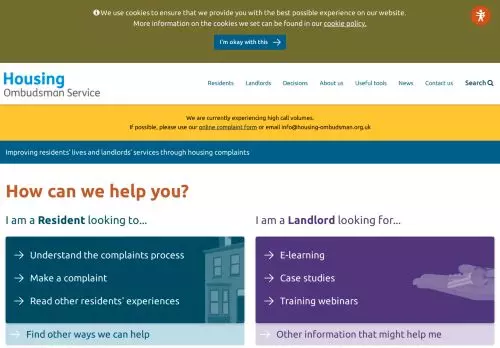 We use cookies to ensure that we provide you with the best possible experience on our website.
More information on the cookies we set can be found in our cookie policy.
I'm okay with this
Housing
Ombudsman Service
Residents Landlords Decisions About us Useful tools News Contact us Search
We are currently experiencing high call volumes.
If possible, please use our online complaint form or email info@housing-ombudsman.org.uk
Improving residents' lives and landlords' services through housing complaints
How can we help you?
I am a Resident looking to...
Understand the complaints process
Make a complaint
Read other residents' experiences
Find other ways we can help
I am a Landlord looking for...
E-learning
Case studies
Training webinars
Other information that might help me